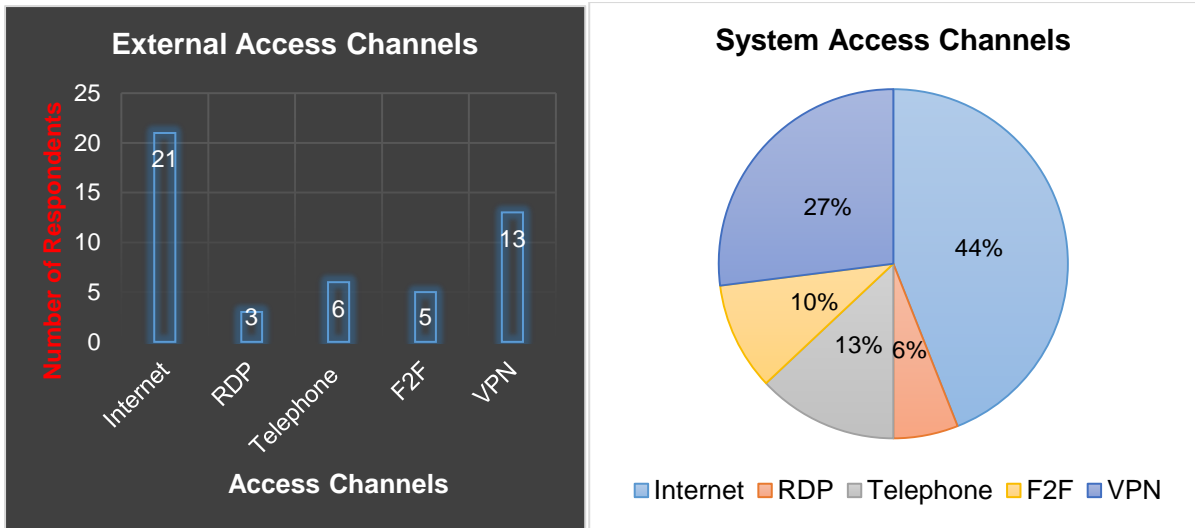 External Access Channels
Number of Respondents
25
20
15
10
5
0
21
3
6
5
13
Internet
RDP
Telephone
F2F
VPN
Access Channels
System Access Channels
27%
44%
10%
13%
6%
Internet RDP Telephone F2F VPN